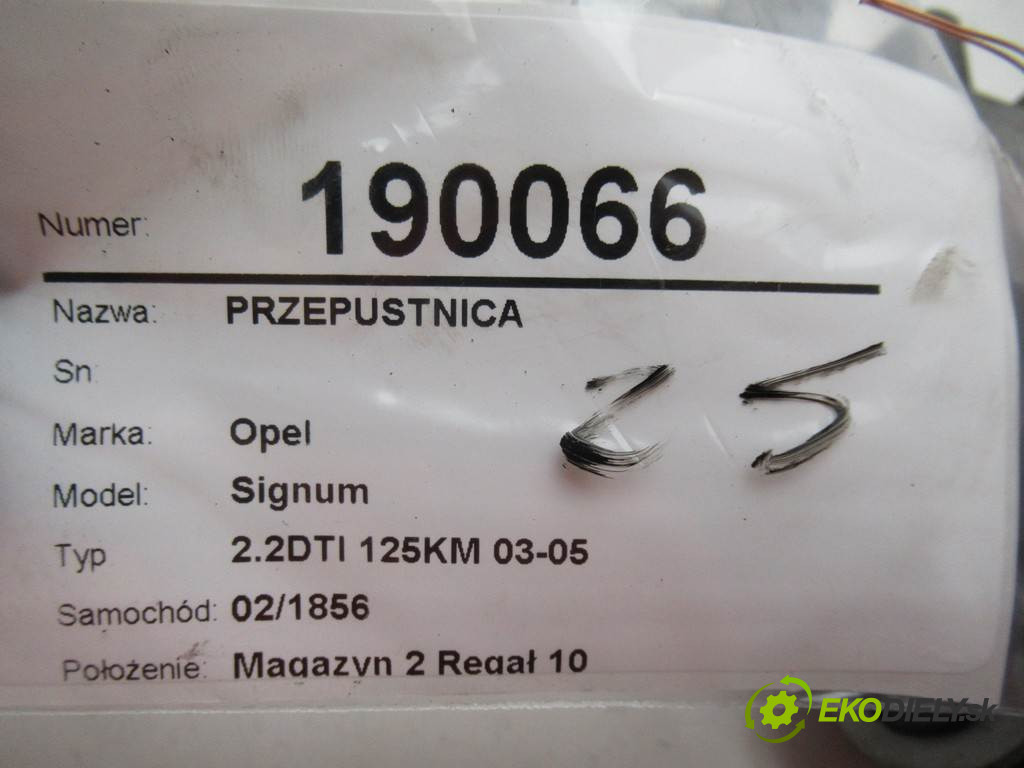 Numer: 190066
Nazwa: PRZEPUSTNICA
Sn
Marka: Opel
25
Model: Signum
Typ 2.2DTI 125KM 03-05
Samochód: 02/1856
Położenie: Magazyn 2 Regał 10
EKODIELY.sk